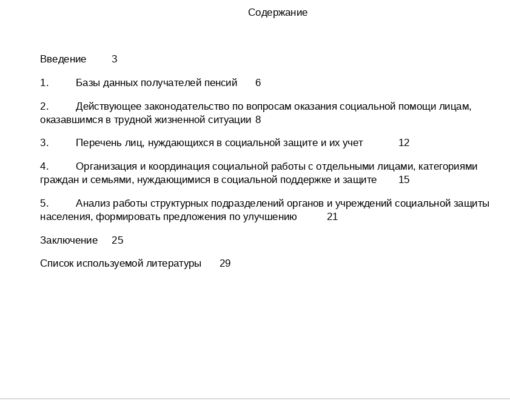 Содержание
Введение 3
1. Базы данных получателей пенсий 6
2. Действующее законодательство по вопросам оказания социальной помощи лицам,
оказавшимся в трудной жизненной ситуации 8
3. Перечень лиц, нуждающихся в социальной защите и их учет 12
4. Организация и координация социальной работы с отдельными лицами, категориями
граждан и семьями, нуждающимися в социальной поддержке и защите 15
5. Анализ работы структурных подразделений органов и учреждений социальной защиты
населения, формировать предложения по улучшению 21
Заключение 25
Список используемой литературы 29